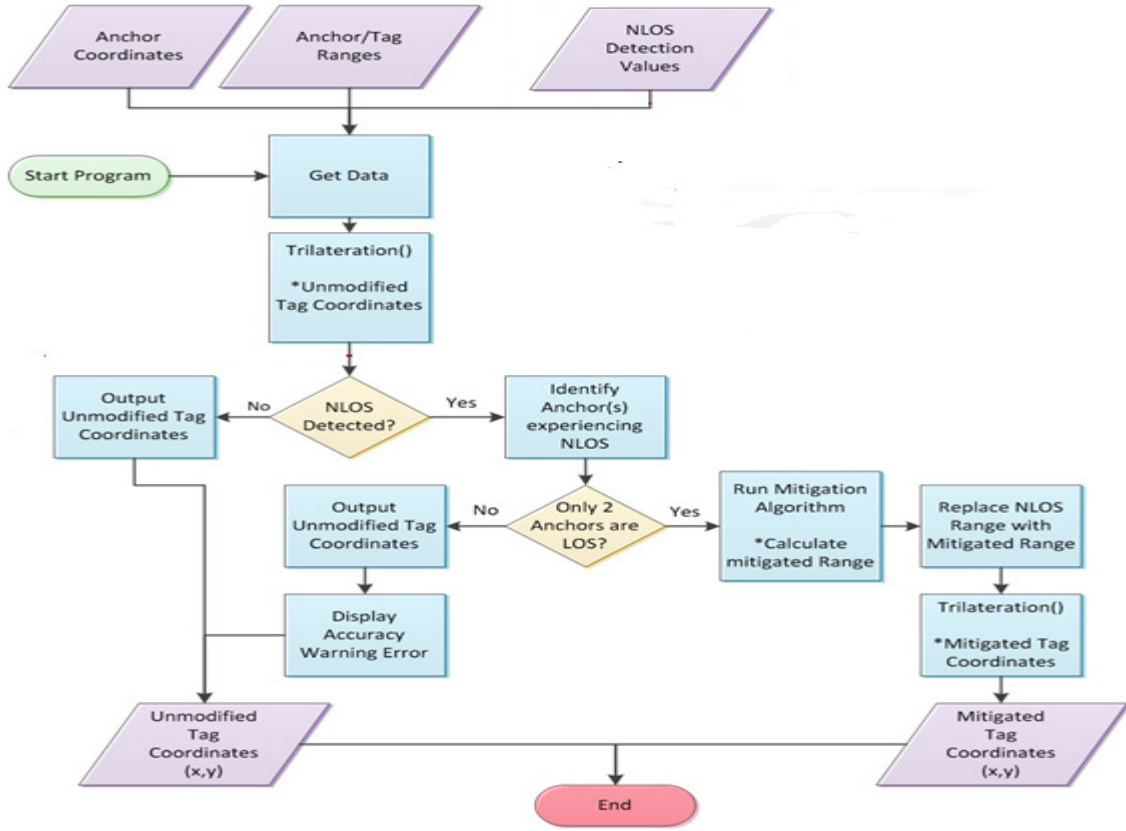 Anchor
Coordinates
Anchor/Tag
Ranges
NLOS
Detection
Values
Start Program
Get Data
Trilateration()
*Unmodified
Tag Coordinates
Output
Unmodified Tag
Coordinates
No
NLOS
Detected?
Yes
Identify
Anchor(s)
experiencing
NLOS
Output
Unmodified Tag
Coordinates
No
Only 2
Anchors are
LOS?
Yes
Run Mitigation
Algorithm
*Calculate
mitigated Range
Replace NLOS
Range with
Mitigated Range
Display
Accuracy
Warning Error
Trilateration()
*Mitigated Tag
Coordinates
Unmodified
Tag
Coordinates
(x,y)
Mitigated
Tag
Coordinates
(x,y)
End